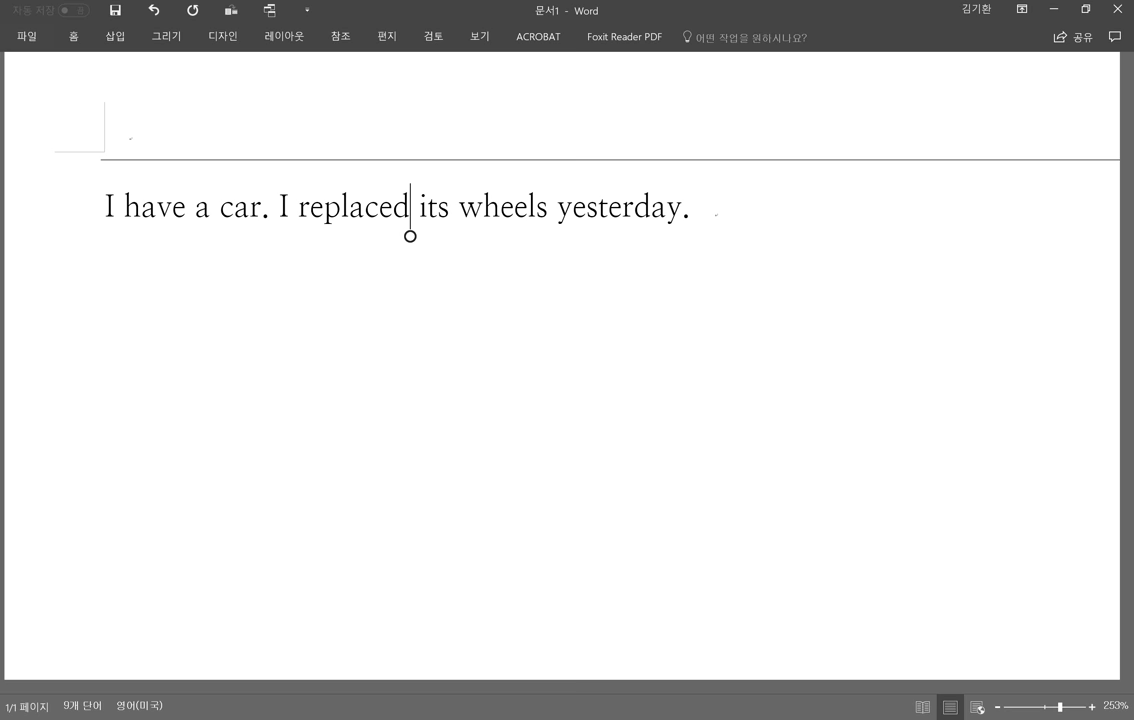 자동 저장 끔 문서1 - Word 김기환
파일 홈 삽입 그리기 디자인 레이아웃 참조 편지 검토 보기 ACROBAT Foxit Reader PDF 어떤 작업을 원하시나요? 공유
I have a car. I replaced its wheels yesterday.
1/1 페이지 9개 단어 영어(미국) 253%